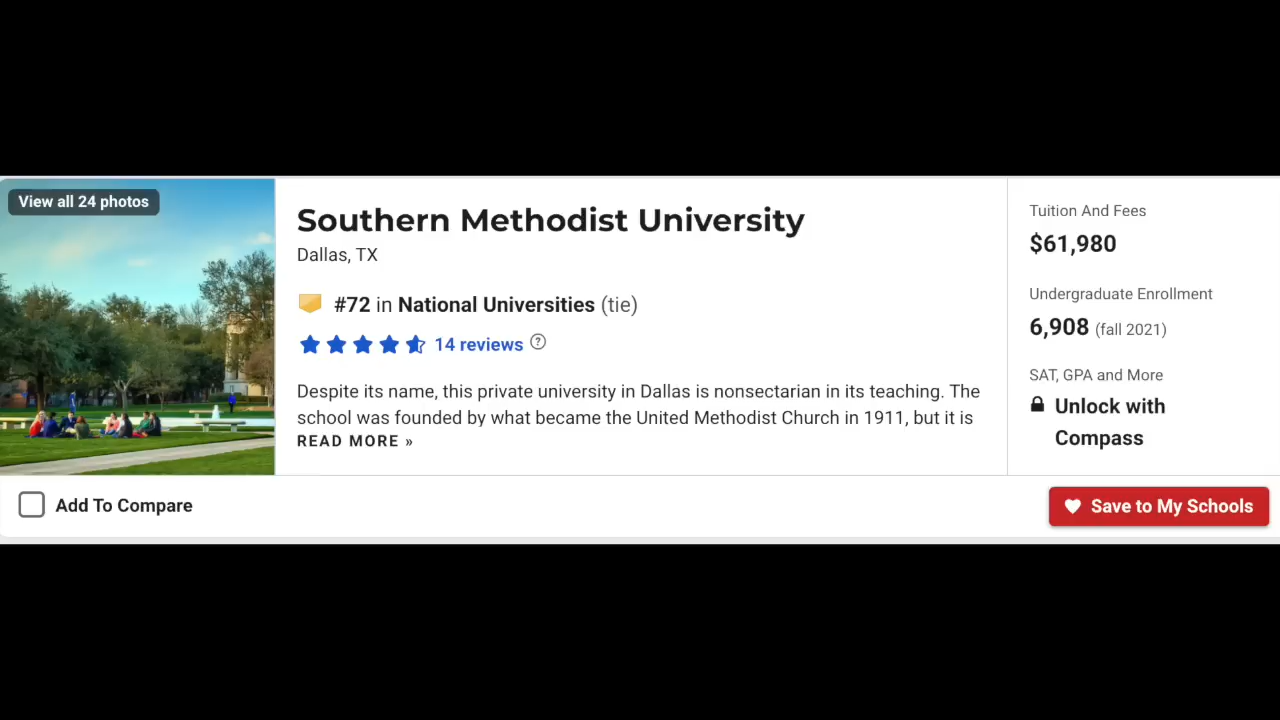 View all 24 photos
Southern Methodist University
Dallas, TX
#72 in National Universities (tie)
14 reviews ?
Despite its name, this private university in Dallas is nonsectarian in its teaching. The
school was founded by what became the United Methodist Church in 1911, but it is
READ MORE »
Tuition And Fees
$61,980
Undergraduate Enrollment
6,908 (fall 2021)
SAT, GPA and More
Unlock with
Compass
Add To Compare
Save to My Schools